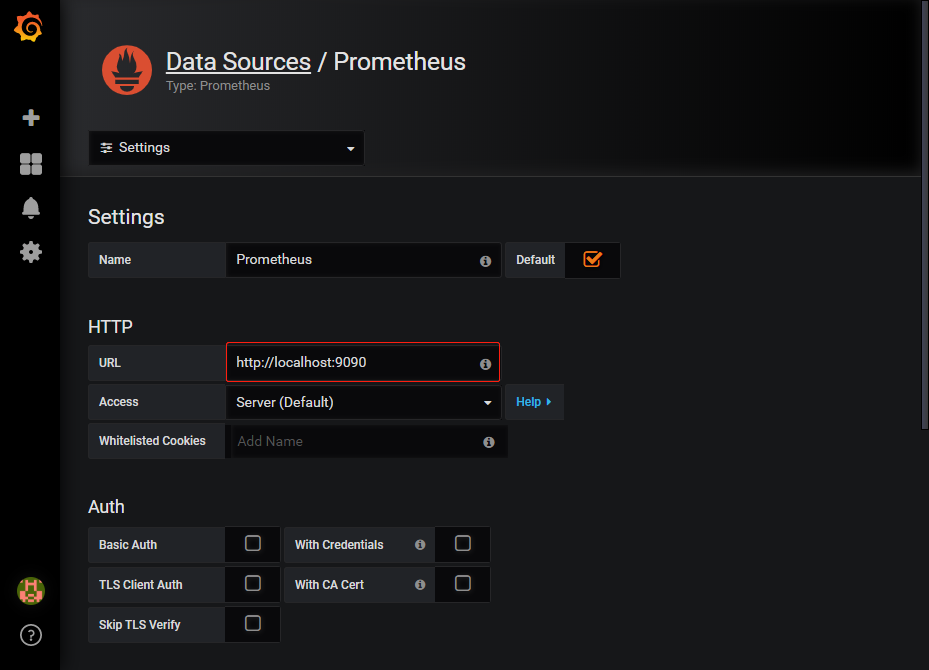 Data Sources / Prometheus
Type: Prometheus
Settings
Settings
Name Prometheus Default
HTTP
URL http://localhost:9090
Access Server (Default) Help
Whitelisted Cookies Add Name
Auth
Basic Auth With Credentials
TLS Client Auth With CA Cert
Skip TLS Verify